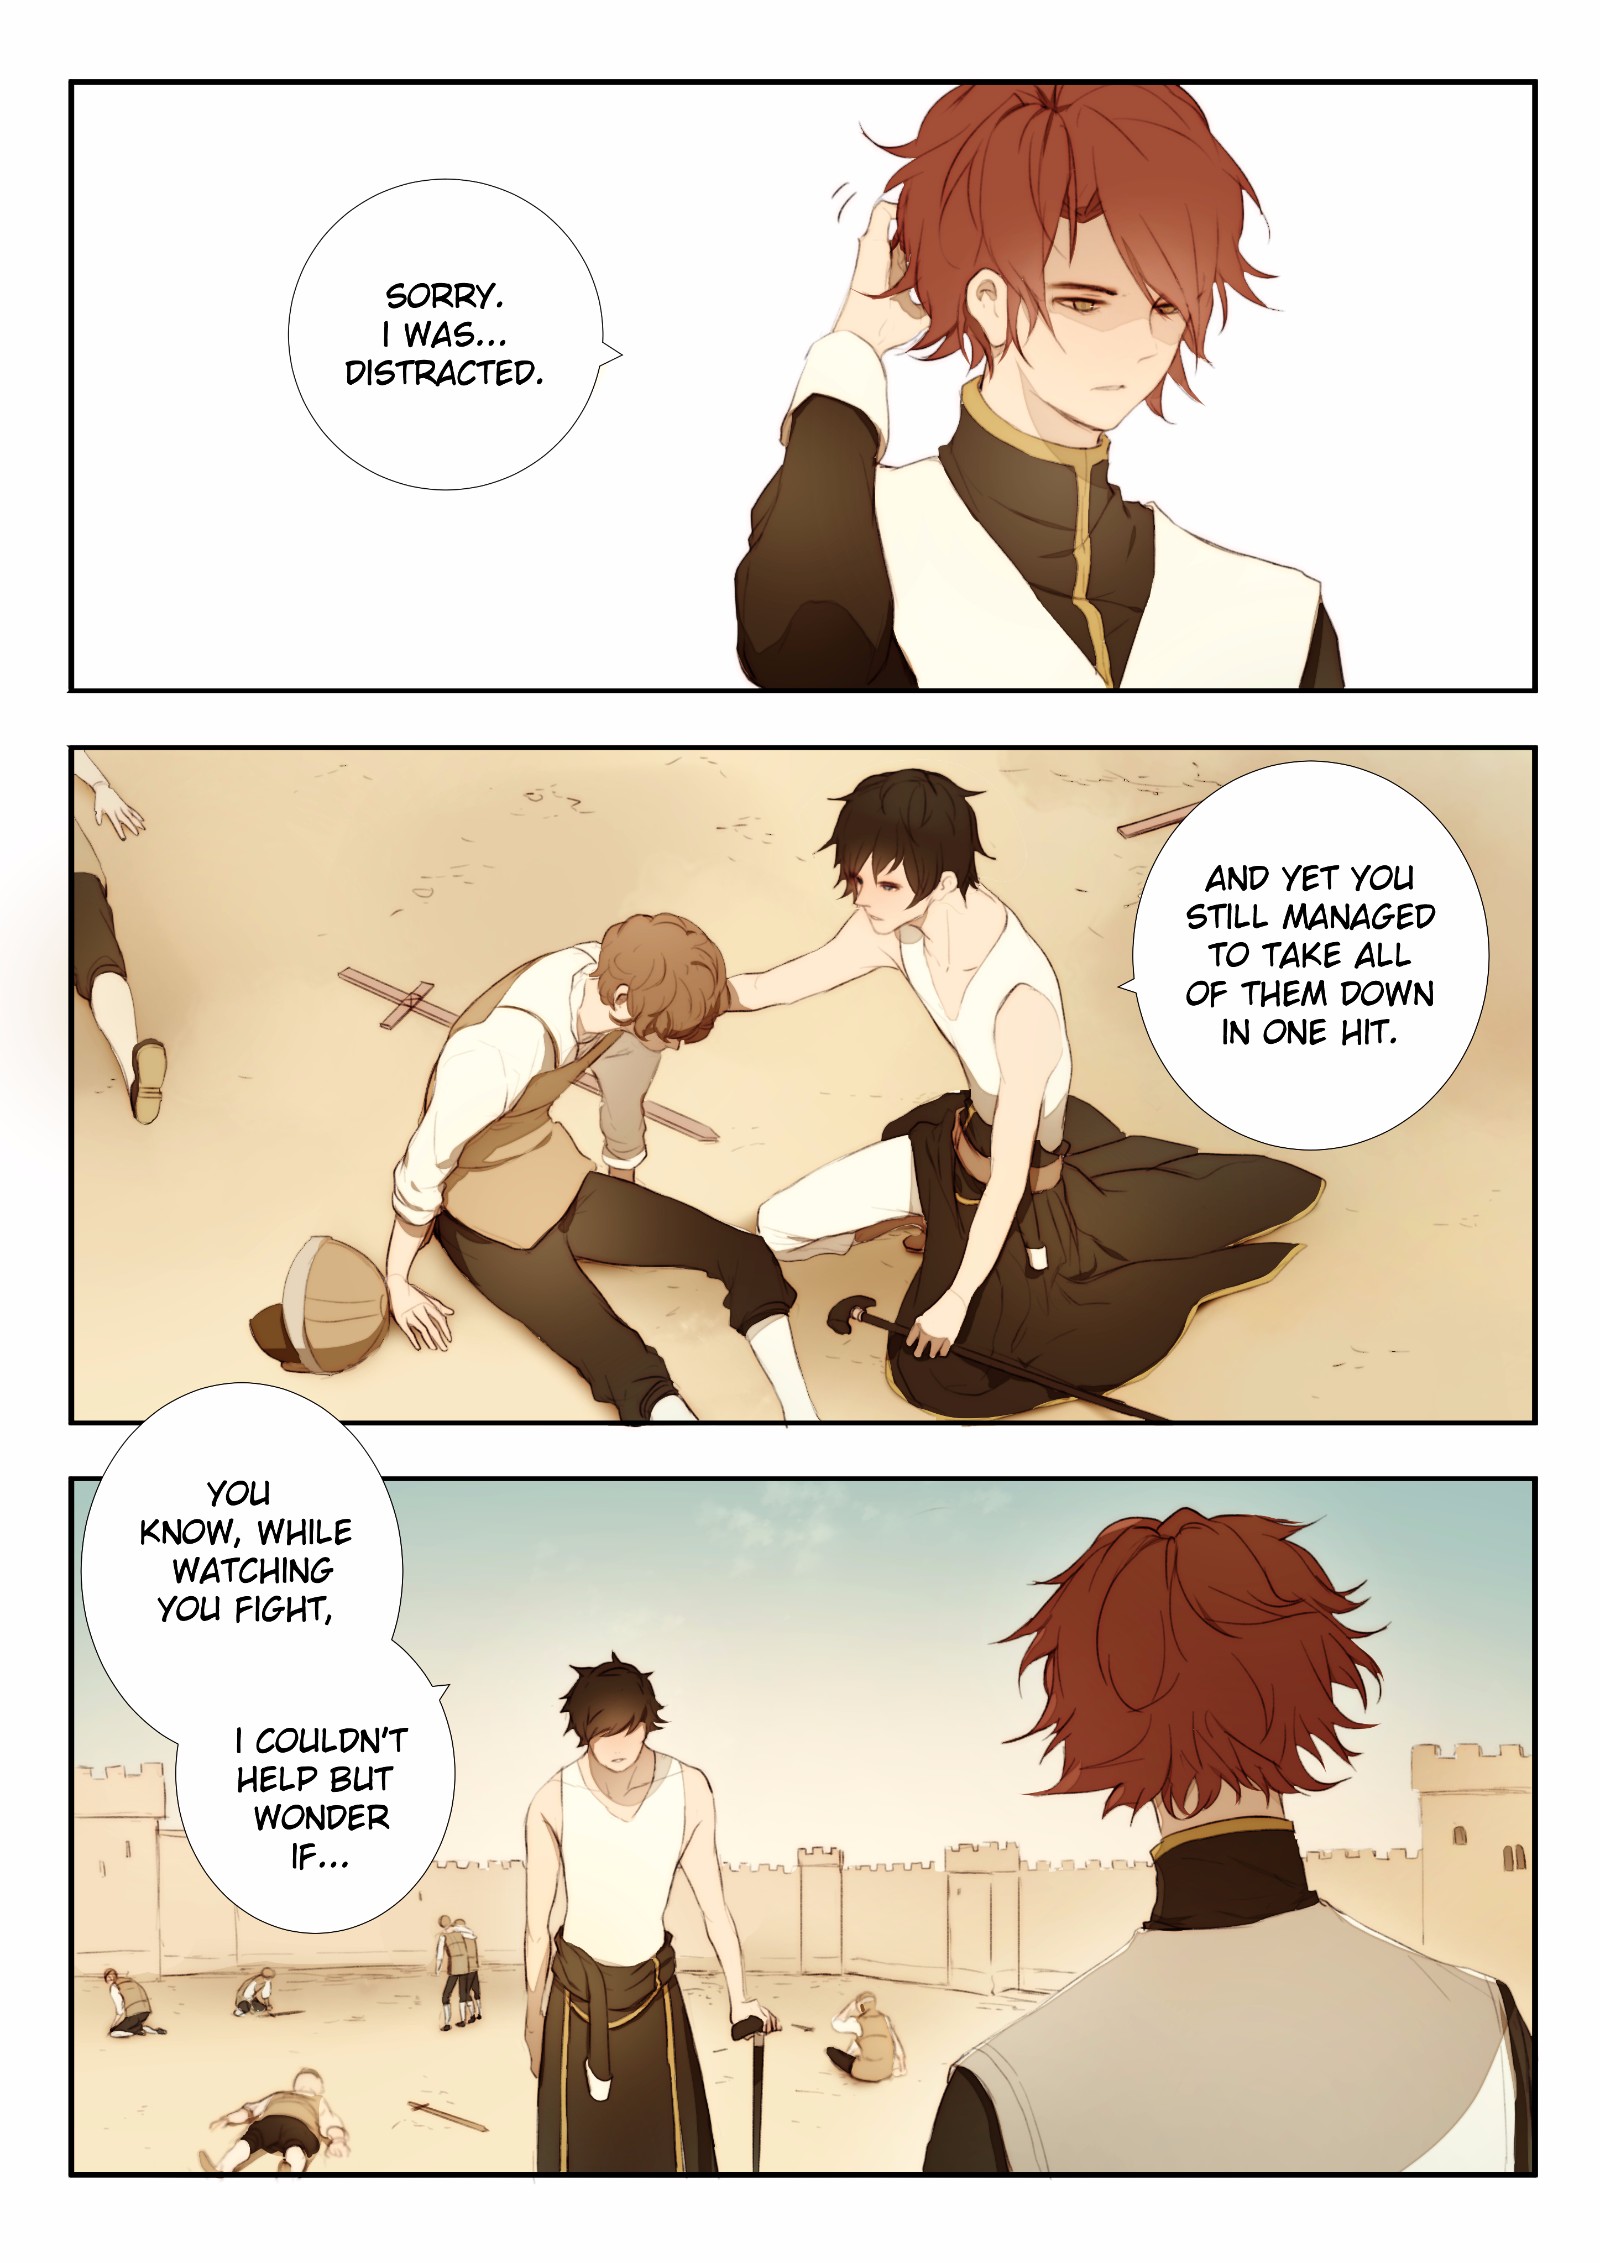 SORRY.
I WAS...
DISTRACTED.
AND YET YOU
STILL MANAGED
TO TAKE ALL
OF THEM DOWN
IN ONE HIT.
YOU
KNOW, WHILE
WATCHING
YOU FIGHT,
I COULDN'T
HELP BUT
WONDER
IF...